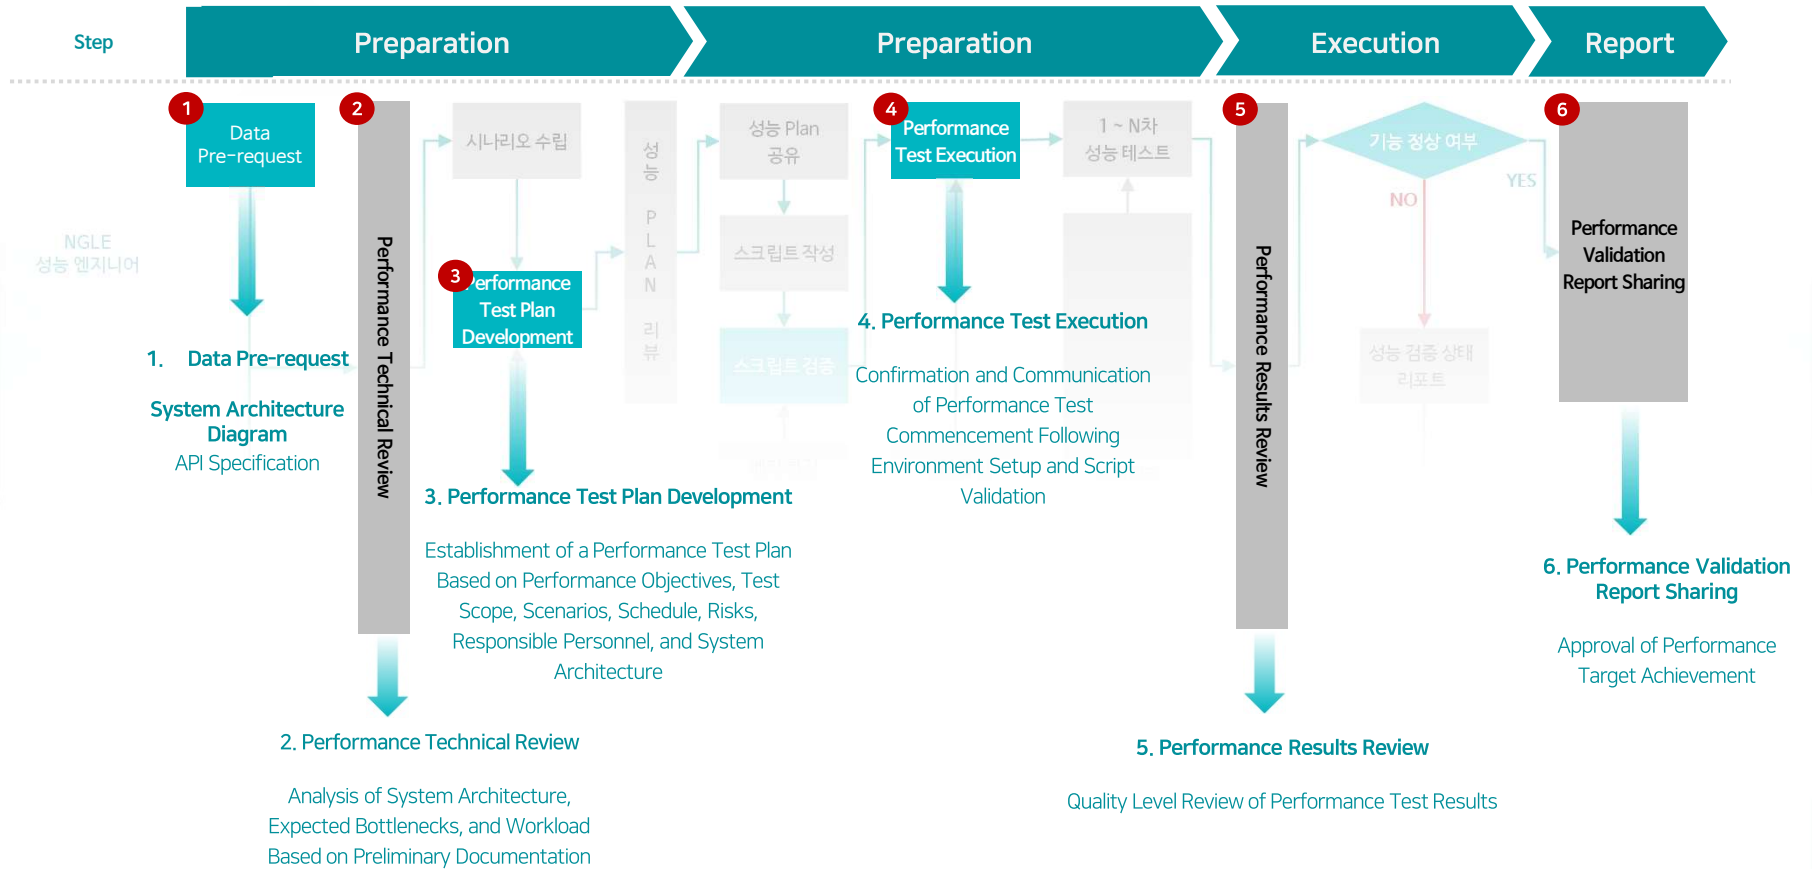 Step
Preparation
Preparation
Execution
Report
1
Data
Pre-request
2
Performance Technical Review
시나리오 수립
3
Performance
Test Plan
Development
성능 PLAN 리뷰
성능 Plan
공유
스크립트 작성
스크립트 검증
4
Performance
Test Execution
1 ~ N차
성능 테스트
5
Performance Results Review
기능 정상 여부
YES
NO
성능 검증 상태
리포트
6
Performance
Validation
Report Sharing
NGLE
성능 엔지니어
1. Data Pre-request
System Architecture
Diagram
API Specification
2. Performance Technical Review
Analysis of System Architecture,
Expected Bottlenecks, and Workload
Based on Preliminary Documentation
3. Performance Test Plan Development
Establishment of a Performance Test Plan
Based on Performance Objectives, Test
Scope, Scenarios, Schedule, Risks,
Responsible Personnel, and System
Architecture
4. Performance Test Execution
Confirmation and Communication
of Performance Test
Commencement Following
Environment Setup and Script
Validation
5. Performance Results Review
Quality Level Review of Performance Test Results
6. Performance Validation
Report Sharing
Approval of Performance
Target Achievement